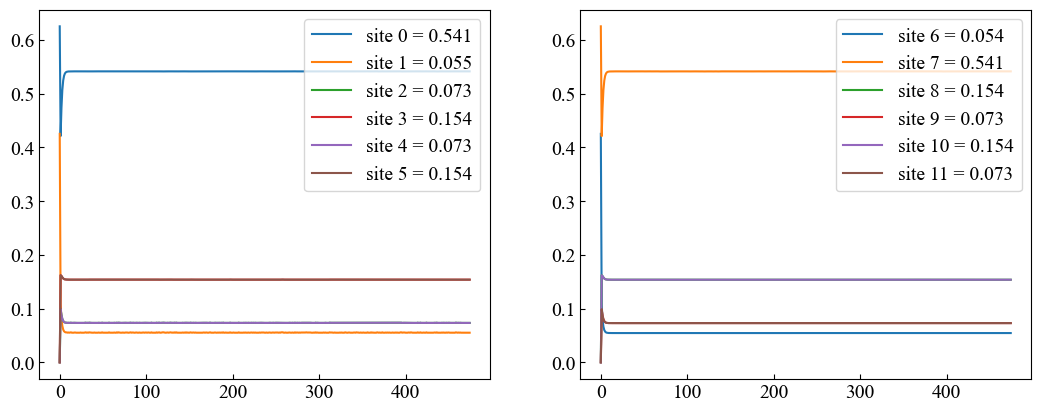 0.6
0.5
0.4
0.3
0.2
0.1
0.0
0
100
200
300
400
site 0 = 0.541
site 1 = 0.055
site 2 = 0.073
site 3 = 0.154
site 4 = 0.073
site 5 = 0.154
0.6
0.5
0.4
0.3
0.2
0.1
0.0
0
100
200
300
400
site 6 = 0.054
site 7 = 0.541
site 8 = 0.154
site 9 = 0.073
site 10 = 0.154
site 11 = 0.073